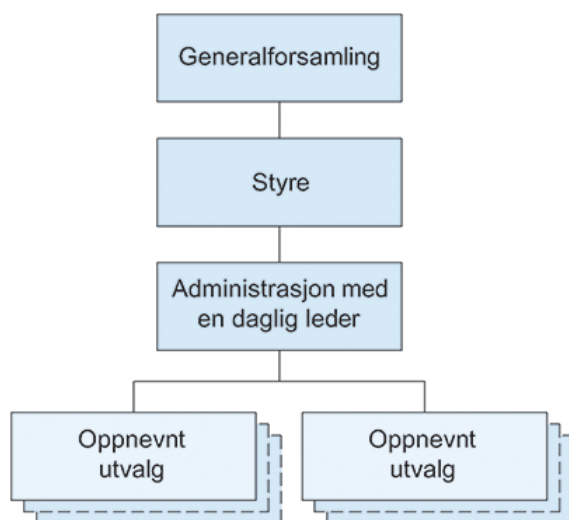 Generalforsamling
Styre
Administrasjon med
en daglig leder
Oppnevnt
utvalg
Oppnevnt
utvalg